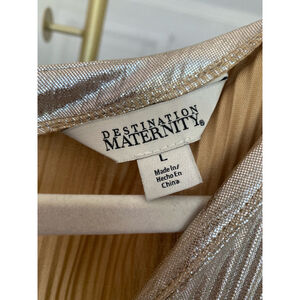 DESTINATION
MATERNITY®
L
Made In/
Hecho En
China